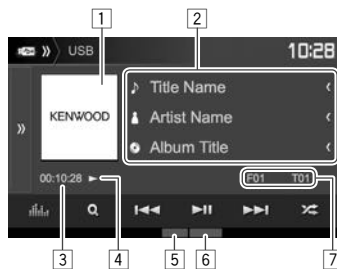 1
2
USB
10:28
KENWOOD
Title Name
Artist Name
Album Title
00:10:28
F01 T01
3
4
5
6
7